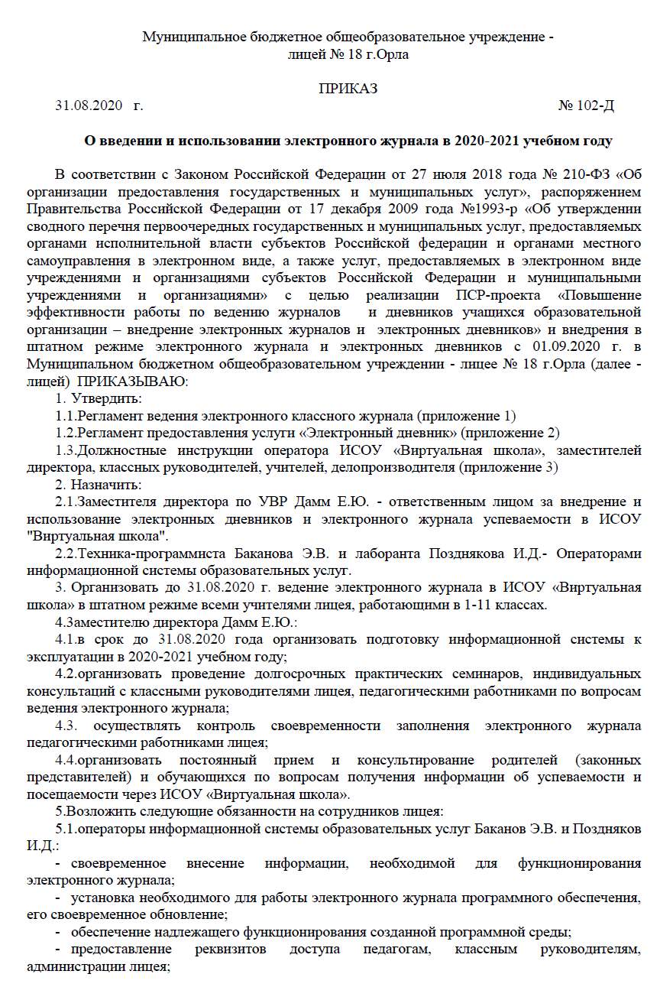 Муниципальное бюджетное общеобразовательное учреждение -
лицей № 18 г.Орла
ПРИКАЗ
31.08.2020 г. № 102-Д
О введении и использовании электронного журнала в 2020-2021 учебном году
В соответствии с Законом Российской Федерации от 27 июля 2018 года № 210-ФЗ «Об
организации предоставления государственных и муниципальных услуг», распоряжением
Правительства Российской Федерации от 17 декабря 2009 года №1993-р «Об утверждении
сводного перечня первоочередных государственных и муниципальных услуг, предоставляемых
органами исполнительной власти субъектов Российской федерации и органами местного
самоуправления в электронном виде, а также услуг, предоставляемых в электронном виде
учреждениями и организациями субъектов Российской Федерации и муниципальными
учреждениями и организациями» с целью реализации ПСР-проекта «Повышение
эффективности работы по ведению журналов и дневников учащихся образовательной
организации – внедрение электронных журналов и электронных дневников» и внедрения в
штатном режиме электронного журнала и электронных дневников с 01.09.2020 г. в
Муниципальном бюджетном общеобразовательном учреждении - лицее № 18 г.Орла (далее -
лицей) ПРИКАЗЫВАЮ:
1. Утвердить:
1.1.Регламент ведения электронного классного журнала (приложение 1)
1.2.Регламент предоставления услуги «Электронный дневник» (приложение 2)
1.3.Должностные инструкции оператора ИСОУ «Виртуальная школа», заместителей
директора, классных руководителей, учителей, делопроизводителя (приложение 3)
2. Назначить:
2.1.Заместителя директора по УВР Дамм Е.Ю. - ответственным лицом за внедрение и
использование электронных дневников и электронного журнала успеваемости в ИСОУ
"Виртуальная школа".
2.2.Техника-программиста Баканова Э.В. и лаборанта Позднякова И.Д.- Операторами
информационной системы образовательных услуг.
3. Организовать до 31.08.2020 г. ведение электронного журнала в ИСОУ «Виртуальная
школа» в штатном режиме всеми учителями лицея, работающими в 1-11 классах.
4.Заместителю директора Дамм Е.Ю.:
4.1.в срок до 31.08.2020 года организовать подготовку информационной системы к
эксплуатации в 2020-2021 учебном году;
4.2.организовать проведение долгосрочных практических семинаров, индивидуальных
консультаций с классными руководителями лицея, педагогическими работниками по вопросам
ведения электронного журнала;
4.3. осуществлять контроль своевременности заполнения электронного журнала
педагогическими работниками лицея;
4.4.организовать постоянный прием и консультирование родителей (законных
представителей) и обучающихся по вопросам получения информации об успеваемости и
посещаемости через ИСОУ «Виртуальная школа».
5.Возложить следующие обязанности на сотрудников лицея:
5.1.операторы информационной системы образовательных услуг Баканов Э.В. и Поздняков
И.Д.:
- своевременное внесение информации, необходимой для функционирования
электронного журнала;
- установка необходимого для работы электронного журнала программного обеспечения,
его своевременное обновление;
- обеспечение надлежащего функционирования созданной программной среды;
- предоставление реквизитов доступа педагогам, классным руководителям,
администрации лицея;